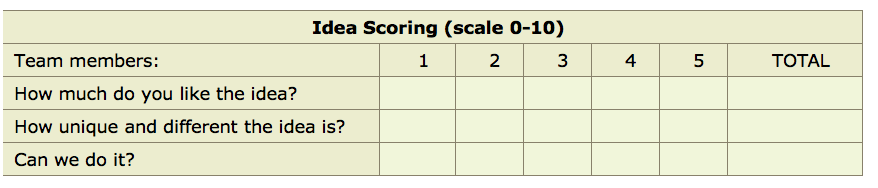 Idea Scoring (scale 0-10)
Team members: 1 2 3 4 5 TOTAL
How much do you like the idea?
How unique and different the idea is?
Can we do it?